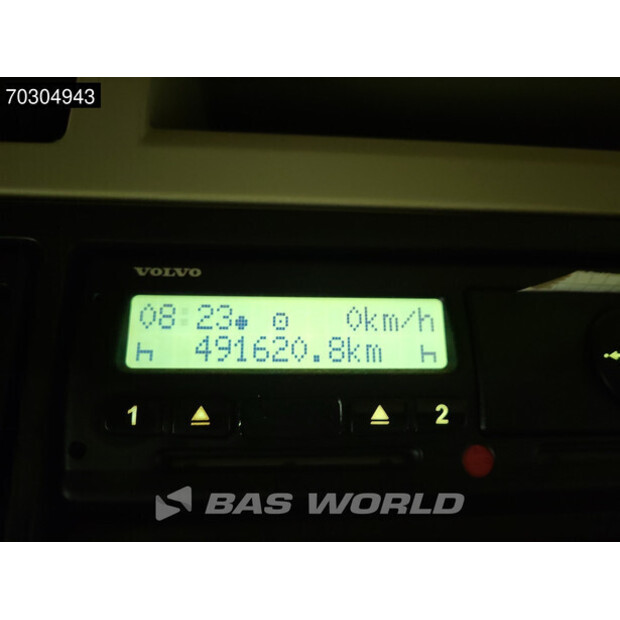 70304943
VOLVO
08:23 0km/h
491620.8km
1 2
BAS WORLD